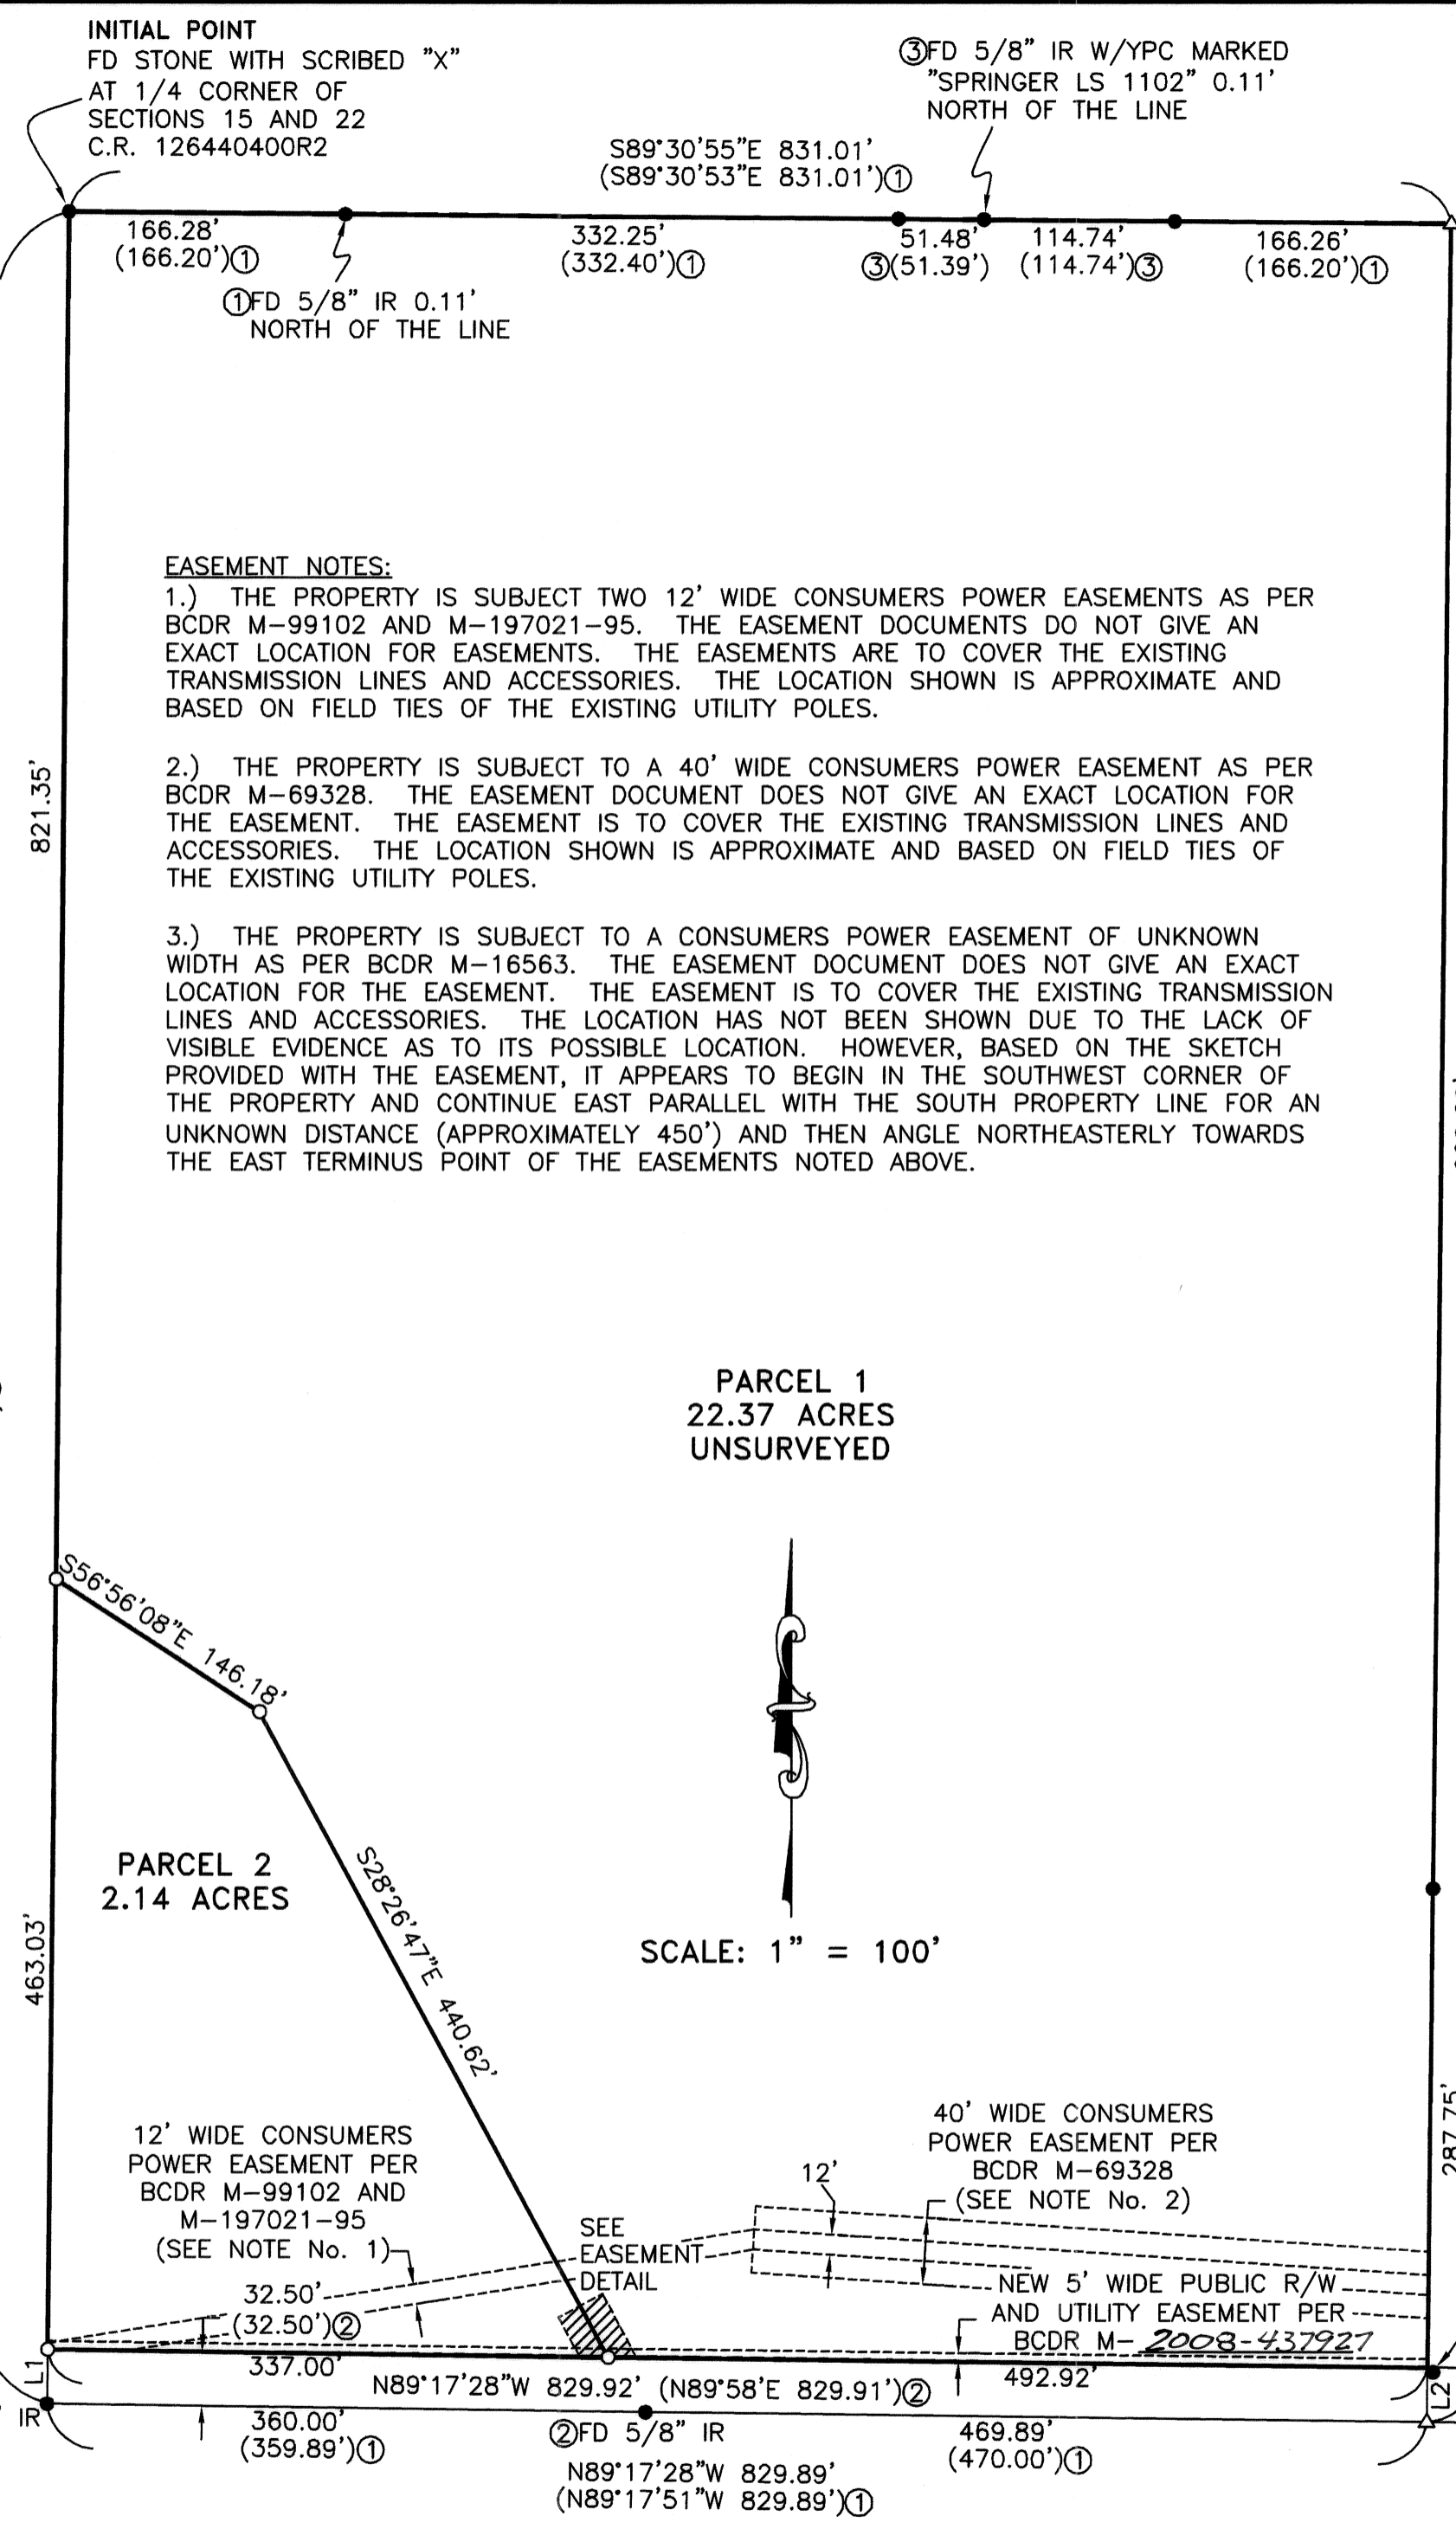 INITIAL POINT
FD STONE WITH SCRIBED "X"
AT 1/4 CORNER OF
SECTIONS 15 AND 22
C.R. 126440400R2
③FD 5/8" IR W/YPC MARKED
"SPRINGER LS 1102" 0.11'
NORTH OF THE LINE
S89°30'55"E 831.01'
(S89°30'53"E 831.01')①
166.28'
(166.20')①
332.25'
(332.40')①
51.48'
③(51.39')
114.74'
(114.74')③
166.26'
(166.20')①
①FD 5/8" IR 0.11'
NORTH OF THE LINE
EASEMENT NOTES:
1.) THE PROPERTY IS SUBJECT TWO 12' WIDE CONSUMERS POWER EASEMENTS AS PER
BCDR M-99102 AND M-197021-95. THE EASEMENT DOCUMENTS DO NOT GIVE AN
EXACT LOCATION FOR EASEMENTS. THE EASEMENTS ARE TO COVER THE EXISTING
TRANSMISSION LINES AND ACCESSORIES. THE LOCATION SHOWN IS APPROXIMATE AND
BASED ON FIELD TIES OF THE EXISTING UTILITY POLES.
2.) THE PROPERTY IS SUBJECT TO A 40' WIDE CONSUMERS POWER EASEMENT AS PER
BCDR M-69328. THE EASEMENT DOCUMENT DOES NOT GIVE AN EXACT LOCATION FOR
THE EASEMENT. THE EASEMENT IS TO COVER THE EXISTING TRANSMISSION LINES AND
ACCESSORIES. THE LOCATION SHOWN IS APPROXIMATE AND BASED ON FIELD TIES OF
THE EXISTING UTILITY POLES.
3.) THE PROPERTY IS SUBJECT TO A CONSUMERS POWER EASEMENT OF UNKNOWN
WIDTH AS PER BCDR M-16563. THE EASEMENT DOCUMENT DOES NOT GIVE AN EXACT
LOCATION FOR THE EASEMENT. THE EASEMENT IS TO COVER THE EXISTING TRANSMISSION
LINES AND ACCESSORIES. THE LOCATION HAS NOT BEEN SHOWN DUE TO THE LACK OF
VISIBLE EVIDENCE AS TO ITS POSSIBLE LOCATION. HOWEVER, BASED ON THE SKETCH
PROVIDED WITH THE EASEMENT, IT APPEARS TO BEGIN IN THE SOUTHWEST CORNER OF
THE PROPERTY AND CONTINUE EAST PARALLEL WITH THE SOUTH PROPERTY LINE FOR AN
UNKNOWN DISTANCE (APPROXIMATELY 450') AND THEN ANGLE NORTHEASTERLY TOWARDS
THE EAST TERMINUS POINT OF THE EASEMENTS NOTED ABOVE.
821.35'
PARCEL 1
22.37 ACRES
UNSURVEYED
S56°56'08"E 146.18'
PARCEL 2
2.14 ACRES
S28°26'47"E 440.62'
463.03'
SCALE: 1" = 100'
287.75'
12' WIDE CONSUMERS
POWER EASEMENT PER
BCDR M-99102 AND
M-197021-95
(SEE NOTE No. 1)
40' WIDE CONSUMERS
POWER EASEMENT PER
BCDR M-69328
(SEE NOTE No. 2)
12'
SEE
EASEMENT
DETAIL
32.50'
(32.50')②
NEW 5' WIDE PUBLIC R/W
AND UTILITY EASEMENT PER
BCDR M- 2008-437927
337.00'
492.92'
N89°17'28"W 829.92' (N89°58'E 829.91')②
L1
L2
IR
360.00'
(359.89')①
②FD 5/8" IR
469.89'
(470.00')①
N89°17'28"W 829.89'
(N89°17'51"W 829.89')①